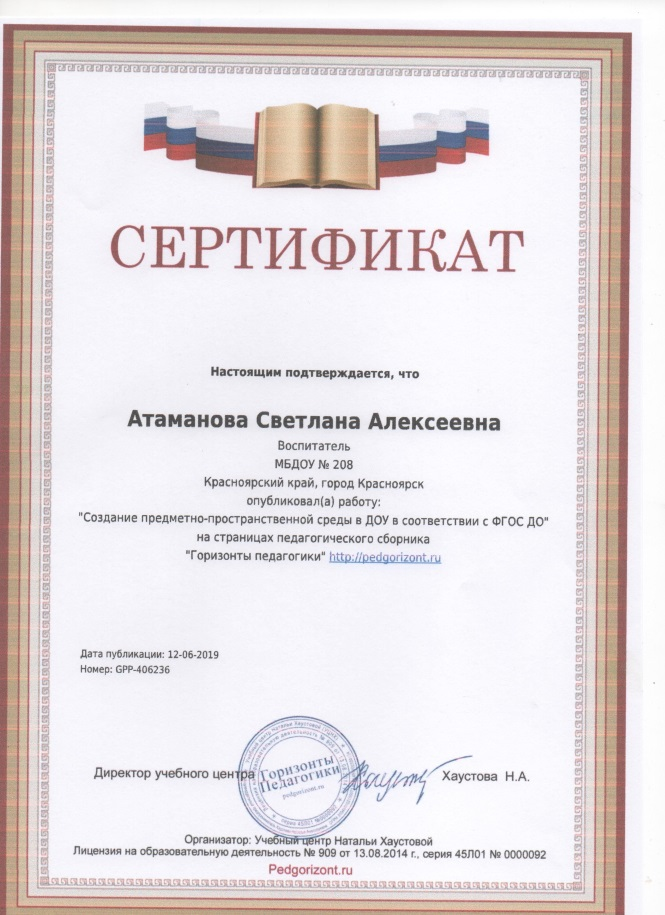 СЕРТИФИКАТ
Настоящим подтверждается, что
Атаманова Светлана Алексеевна
Воспитатель
МБДОУ № 208
Красноярский край, город Красноярск
опубликовал(а) работу:
"Создание предметно-пространственной среды в ДОУ в соответствии с ФГОС ДО"
на страницах педагогического сборника
"Горизонты педагогики" http://pedgorizont.ru
Дата публикации: 12-06-2019
Номер: GPP-406236
Горизонты
Педагогики
pedgorizont.ru
Директор учебного центра
Хаустова Н.А.
Организатор: Учебный центр Натальи Хаустовой
Лицензия на образовательную деятельность № 909 от 13.08.2014 г., серия 45Л01 № 0000092
Pedgorizont.ru